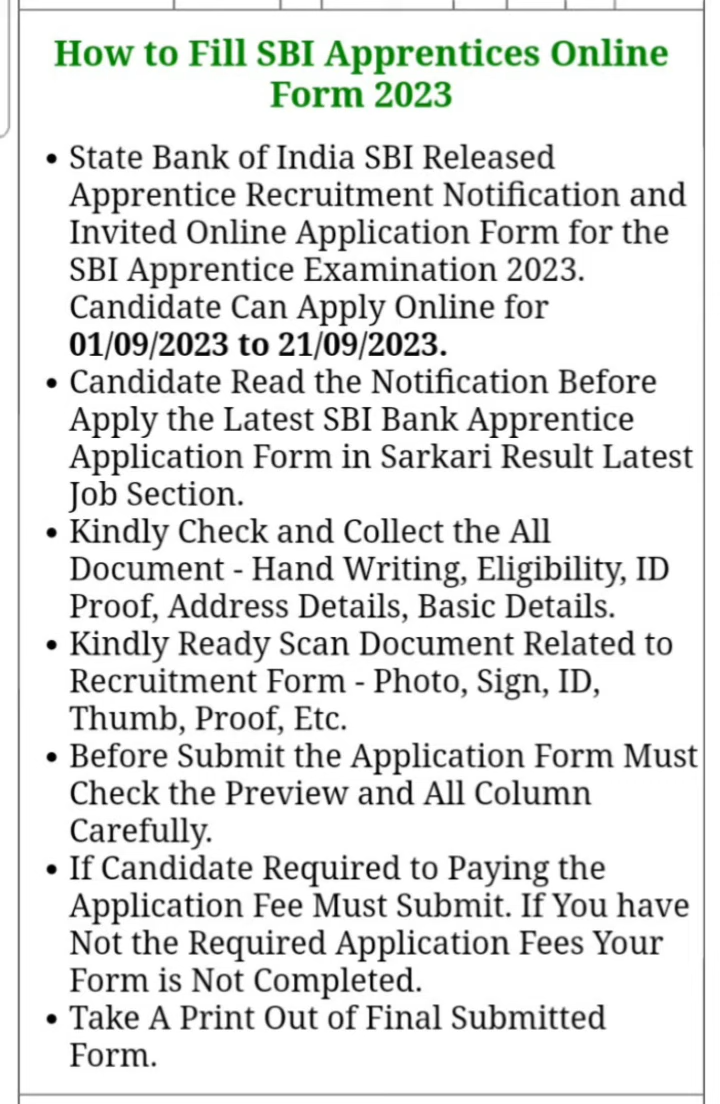 How to Fill SBI Apprentices Online
Form 2023
• State Bank of India SBI Released
Apprentice Recruitment Notification and
Invited Online Application Form for the
SBI Apprentice Examination 2023.
Candidate Can Apply Online for
01/09/2023 to 21/09/2023.
• Candidate Read the Notification Before
Apply the Latest SBI Bank Apprentice
Application Form in Sarkari Result Latest
Job Section.
• Kindly Check and Collect the All
Document - Hand Writing, Eligibility, ID
Proof, Address Details, Basic Details.
• Kindly Ready Scan Document Related to
Recruitment Form - Photo, Sign, ID,
Thumb, Proof, Etc.
• Before Submit the Application Form Must
Check the Preview and All Column
Carefully.
• If Candidate Required to Paying the
Application Fee Must Submit. If You have
Not the Required Application Fees Your
Form is Not Completed.
• Take A Print Out of Final Submitted
Form.